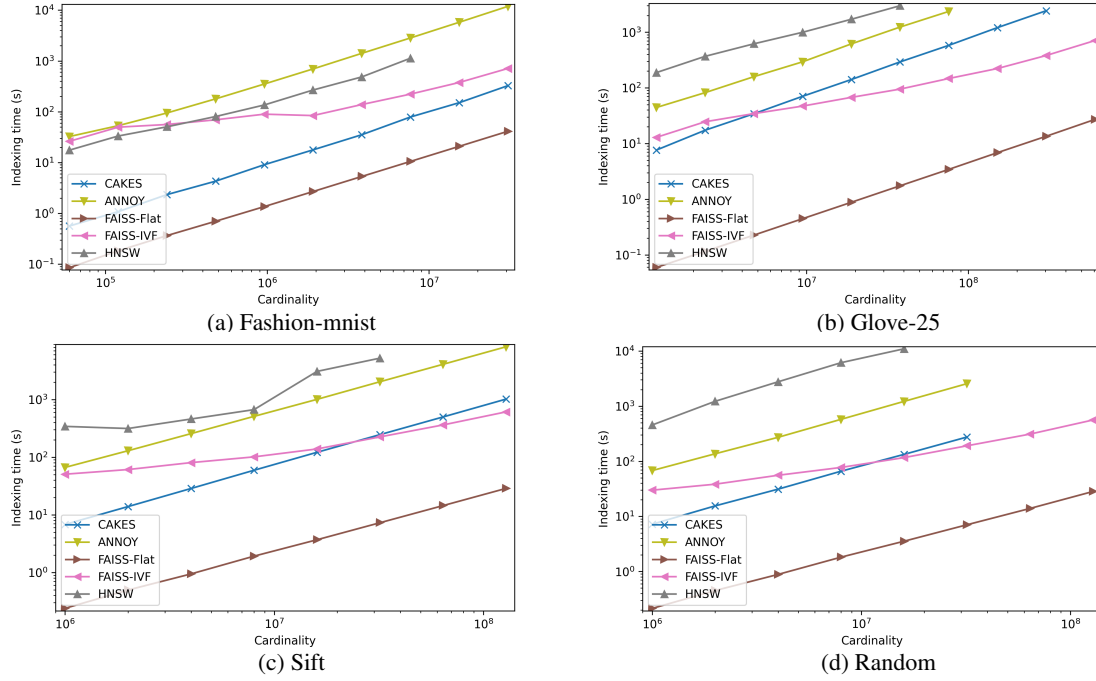 10⁴
10³
10²
10¹
10⁰
10⁻¹
Indexing time (s)
CAKES
ANNOY
FAISS-Flat
FAISS-IVF
HNSW
10⁵
10⁶
10⁷
Cardinality
(a) Fashion-mnist
10³
10²
10¹
10⁰
10⁻¹
Indexing time (s)
CAKES
ANNOY
FAISS-Flat
FAISS-IVF
HNSW
10⁷
10⁸
Cardinality
(b) Glove-25
10³
10²
10¹
10⁰
Indexing time (s)
CAKES
ANNOY
FAISS-Flat
FAISS-IVF
HNSW
10⁶
10⁷
10⁸
Cardinality
(c) Sift
10⁴
10³
10²
10¹
10⁰
Indexing time (s)
CAKES
ANNOY
FAISS-Flat
FAISS-IVF
HNSW
10⁶
10⁷
10⁸
Cardinality
(d) Random